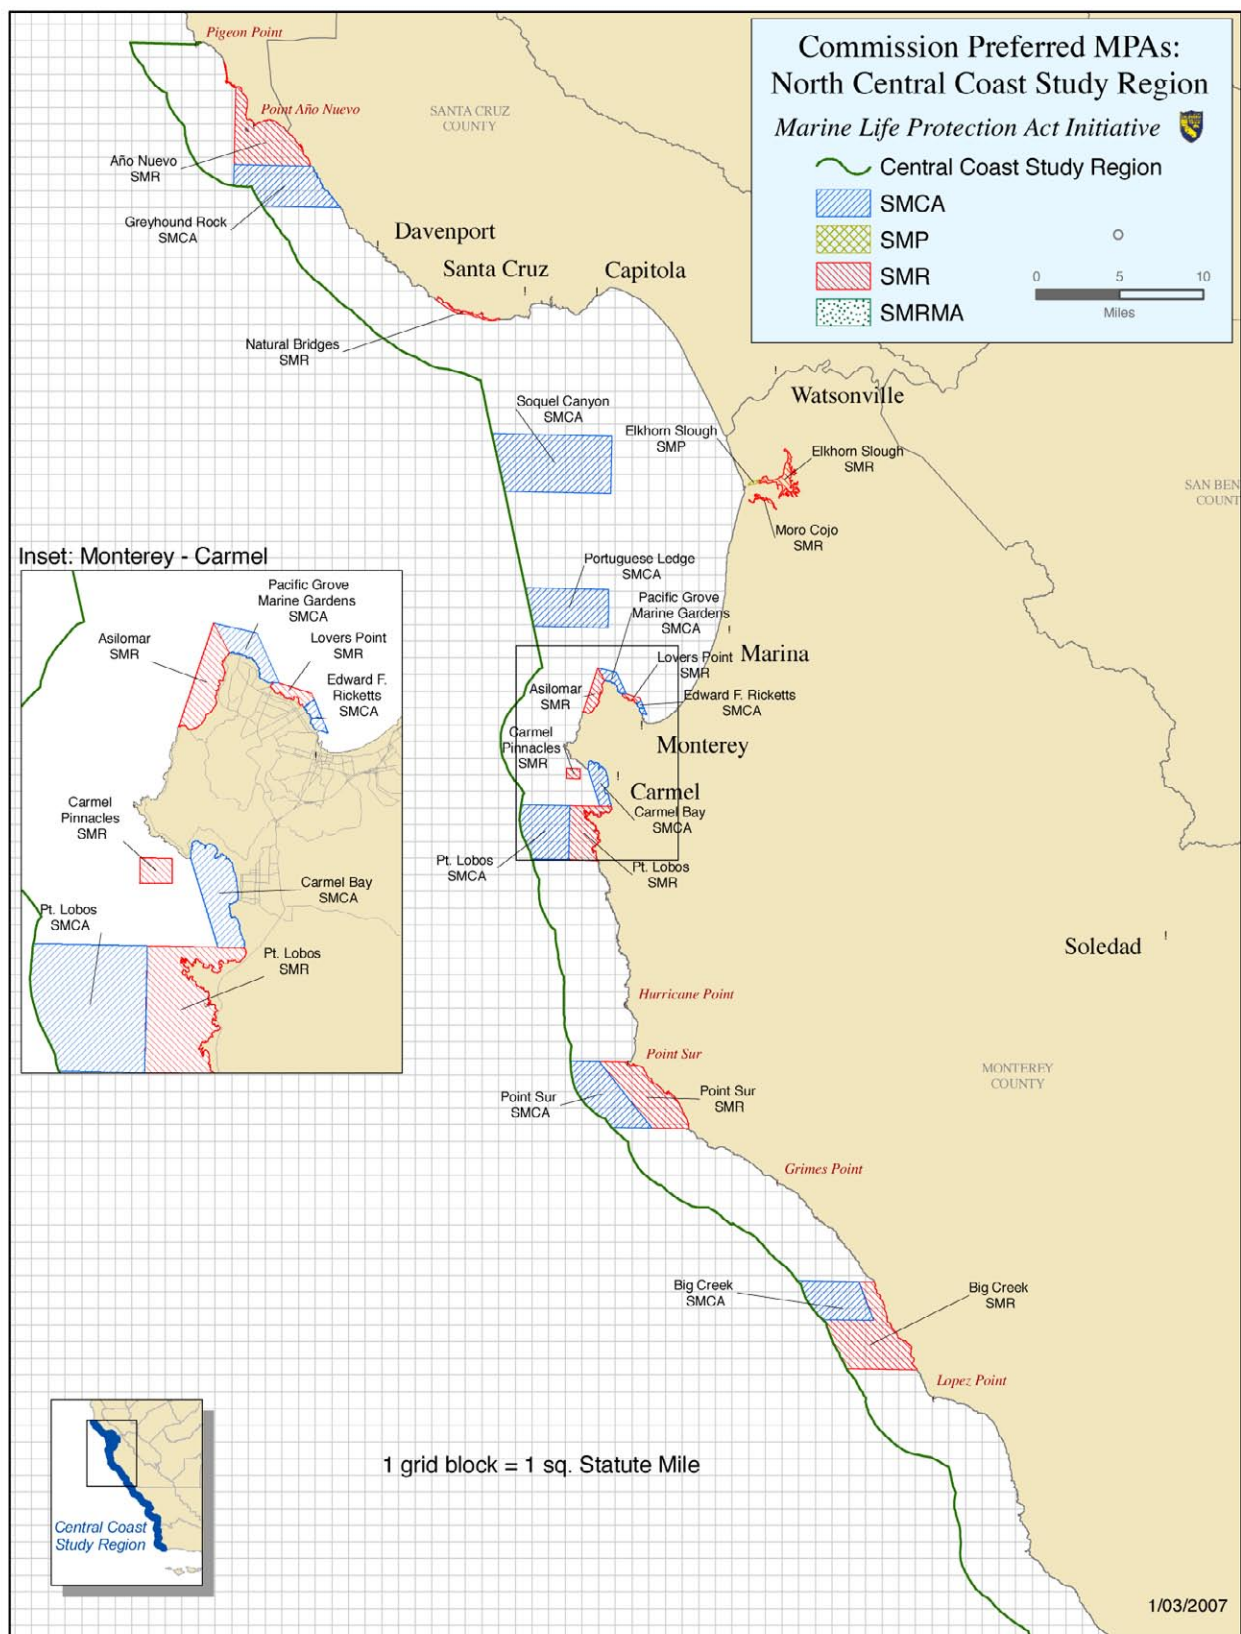 Commission Preferred MPAs:
North Central Coast Study Region
Marine Life Protection Act Initiative
Central Coast Study Region
SMCA
SMP
SMR
SMRMA
0
5
10
Miles
Pigeon Point
Point Año Nuevo
SANTA CRUZ
COUNTY
Año Nuevo
SMR
Greyhound Rock
SMCA
Davenport
Santa Cruz
Capitola
Natural Bridges
SMR
Soquel Canyon
SMCA
Watsonville
Elkhorn Slough
SMP
Elkhorn Slough
SMR
SAN BEN
COUNT
Moro Cojo
SMR
Portuguese Ledge
SMCA
Pacific Grove
Marine Gardens
SMCA
Lovers Point
SMR
Marina
Asilomar
SMR
Edward F. Ricketts
SMCA
Carmel
Pinnacles
SMR
Monterey
Carmel
Carmel Bay
SMCA
Pt. Lobos
SMCA
Pt. Lobos
SMR
Inset: Monterey - Carmel
Pacific Grove
Marine Gardens
SMCA
Asilomar
SMR
Lovers Point
SMR
Edward F.
Ricketts
SMCA
Carmel
Pinnacles
SMR
Carmel Bay
SMCA
Pt. Lobos
SMCA
Pt. Lobos
SMR
Soledad
Hurricane Point
Point Sur
MONTEREY
COUNTY
Point Sur
SMCA
Point Sur
SMR
Grimes Point
Big Creek
SMCA
Big Creek
SMR
Lopez Point
1 grid block = 1 sq. Statute Mile
Central Coast
Study Region
1/03/2007